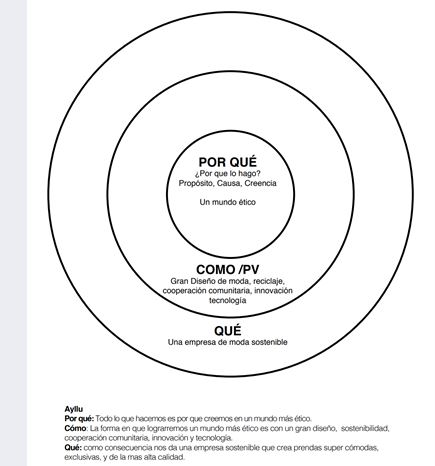 POR QUÉ
¿Por que lo hago?
Propósito, Causa, Creencia
Un mundo ético
COMO /PV
Gran Diseño de moda, reciclaje,
cooperación comunitaria, innovación
tecnología
QUÉ
Una empresa de moda sostenible
Ayllu
Por qué: Todo lo que hacemos es por que creemos en un mundo más ético.
Cómo: La forma en que lograrremos un mundo más ético es con un gran diseño, sostenibilidad,
cooperación comunitaria, innovación y tecnología.
Qué: como consecuencia nos da una empresa sostenible que crea prendas super cómodas,
exclusivas, y de la mas alta calidad.